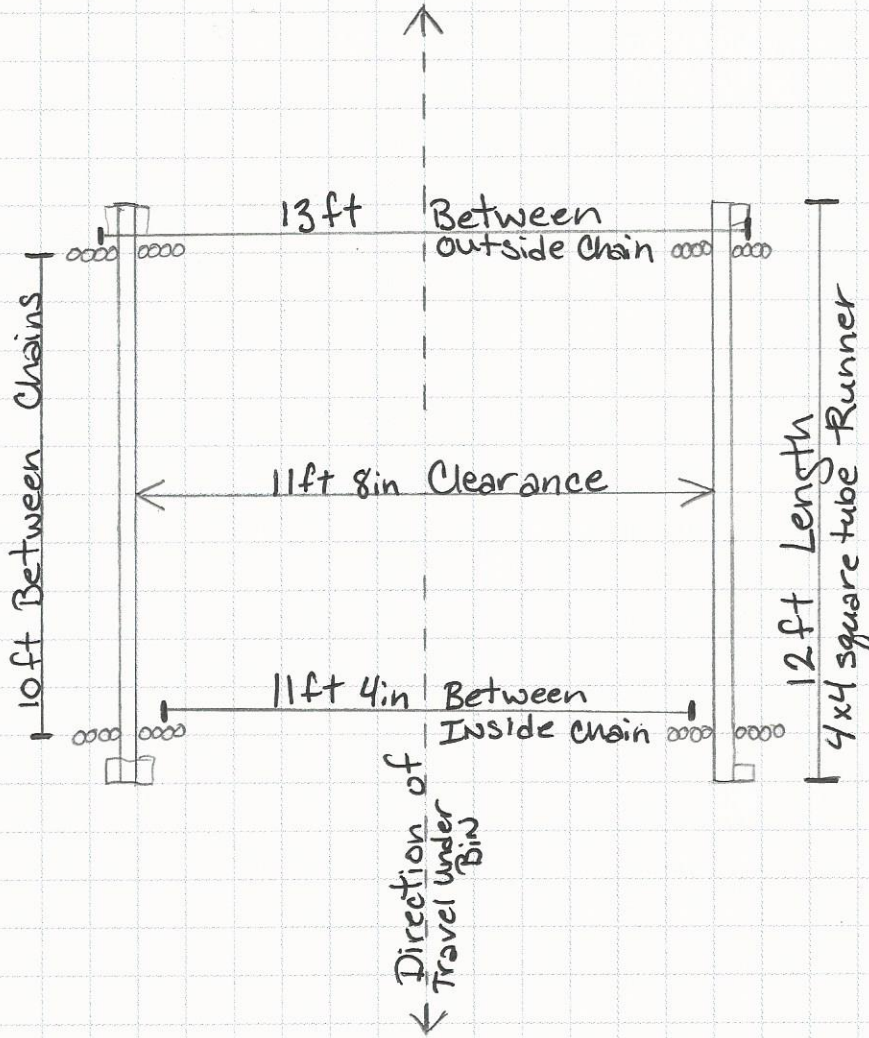 13ft Between
outside Chain
10ft Between Chains
11ft 8in Clearance
12ft Length
4x4 square tube Runner
11ft 4in Between
INside chain
Direction of
Travel under
BiN